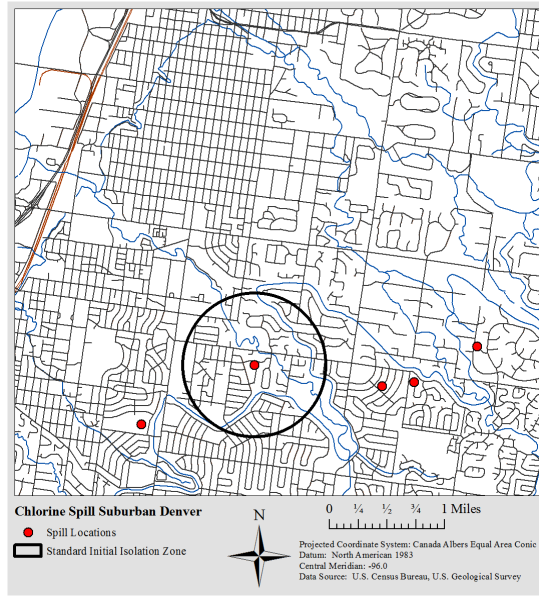 Chlorine Spill Suburban Denver
Spill Locations
Standard Initial Isolation Zone
N
0 ¼ ½ ¾ 1 Miles
Projected Coordinate System: Canada Albers Equal Area Conic
Datum: North American 1983
Central Meridian: -96.0
Data Source: U.S. Census Bureau, U.S. Geological Survey